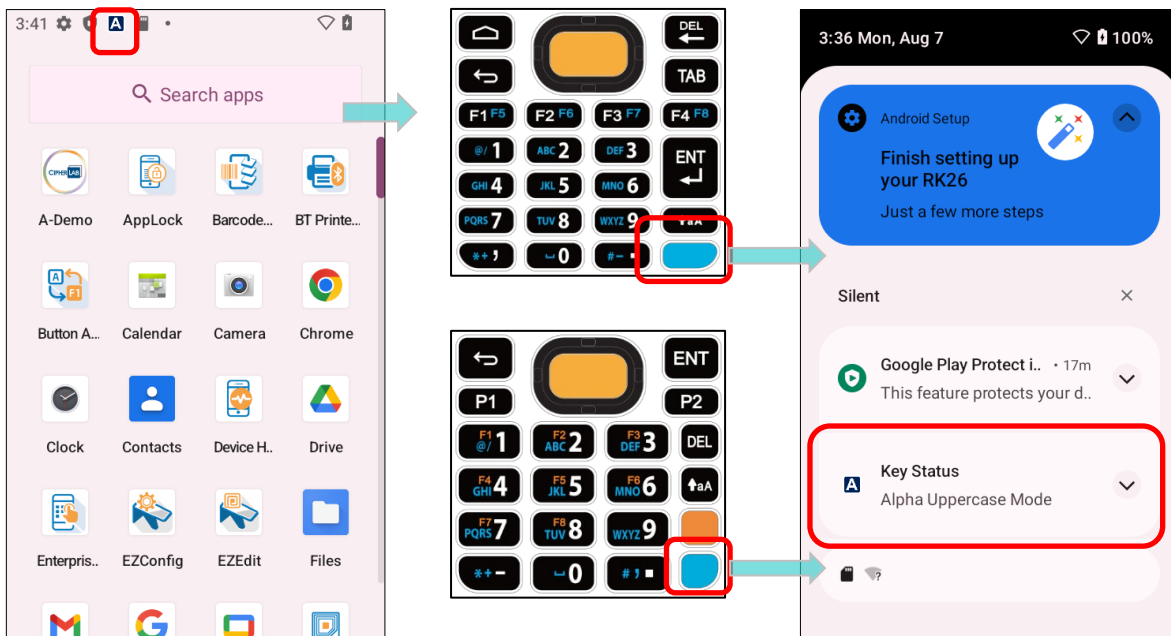 3:41 A
Search apps
CIPHERLAB
A-Demo AppLock Barcode... BT Printe...
A F1
Button A... Calendar Camera Chrome
Clock Contacts Device H.. Drive
Enterpris.. EZConfig EZEdit Files
DEL
TAB
F1 F5 F2 F6 F3 F7 F4 F8
@/ 1 ABC 2 DEF 3 ENT
GHI 4 JKL 5 MNO 6
PQRS 7 TUV 8 WXYZ 9 aA
*+ , 0 #- .
ENT
P1 P2
F1 @/ 1 F2 ABC 2 F3 DEF 3 DEL
F4 GHI 4 F5 JKL 5 F6 MNO 6 aA
F7 PQRS 7 F8 TUV 8 WXYZ 9
*+ - 0 # , .
3:36 Mon, Aug 7 100%
Android Setup
Finish setting up
your RK26
Just a few more steps
Silent
Google Play Protect i.. • 17m
This feature protects your d..
Key Status
A
Alpha Uppercase Mode
?